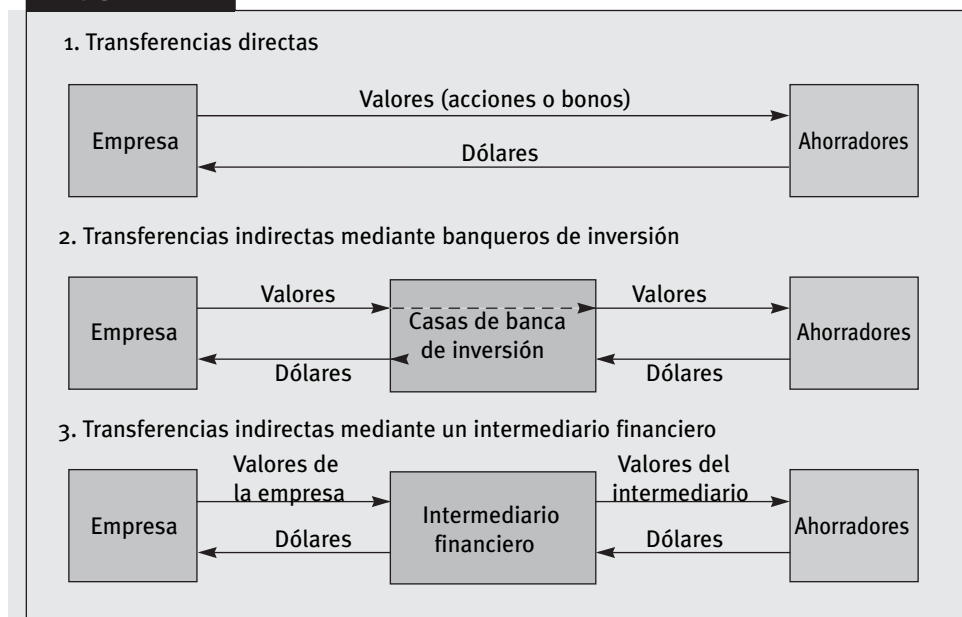 1. Transferencias directas
Empresa
Valores (acciones o bonos)
Dólares
Ahorradores
2. Transferencias indirectas mediante banqueros de inversión
Empresa
Valores
Dólares
Casas de banca
de inversión
Valores
Dólares
Ahorradores
3. Transferencias indirectas mediante un intermediario financiero
Empresa
Valores de
la empresa
Dólares
Intermediario
financiero
Valores del
intermediario
Dólares
Ahorradores